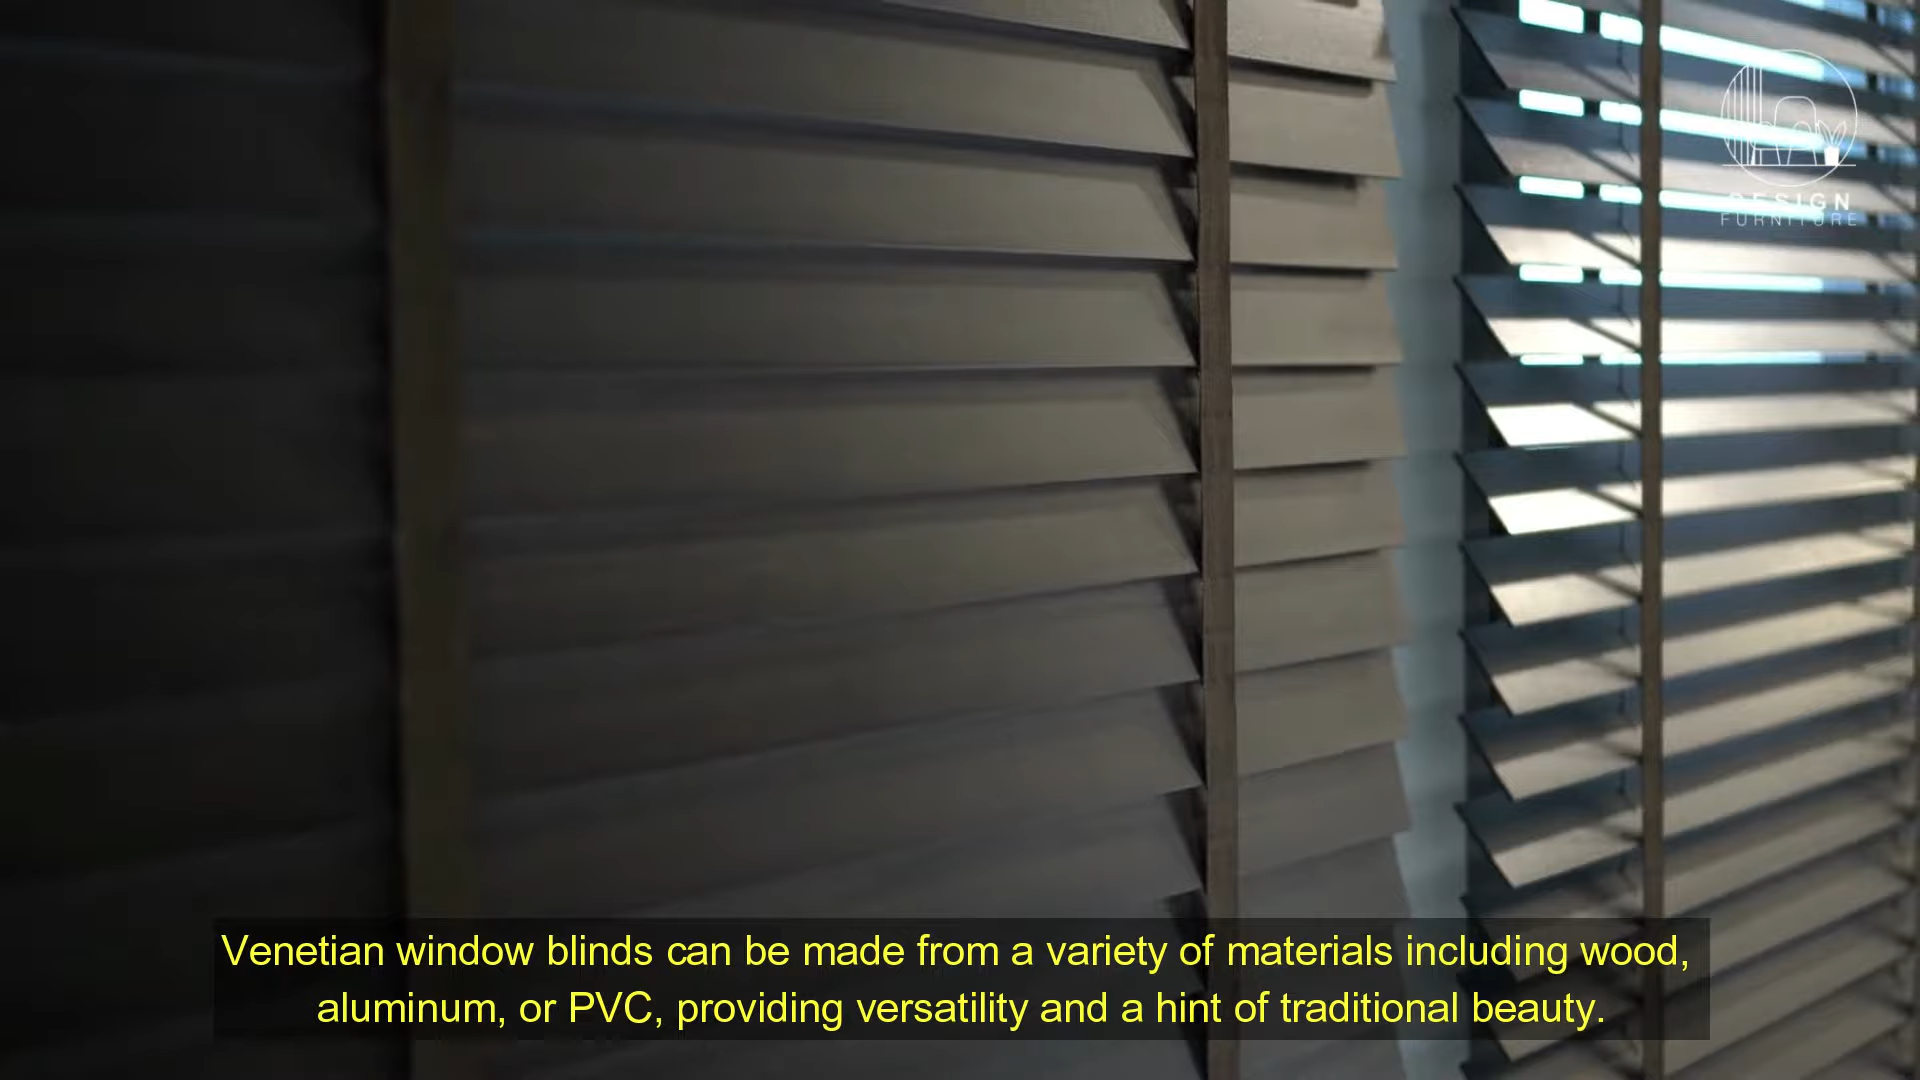 DESIGN
FURNITURE
Venetian window blinds can be made from a variety of materials including wood,
aluminum, or PVC, providing versatility and a hint of traditional beauty.